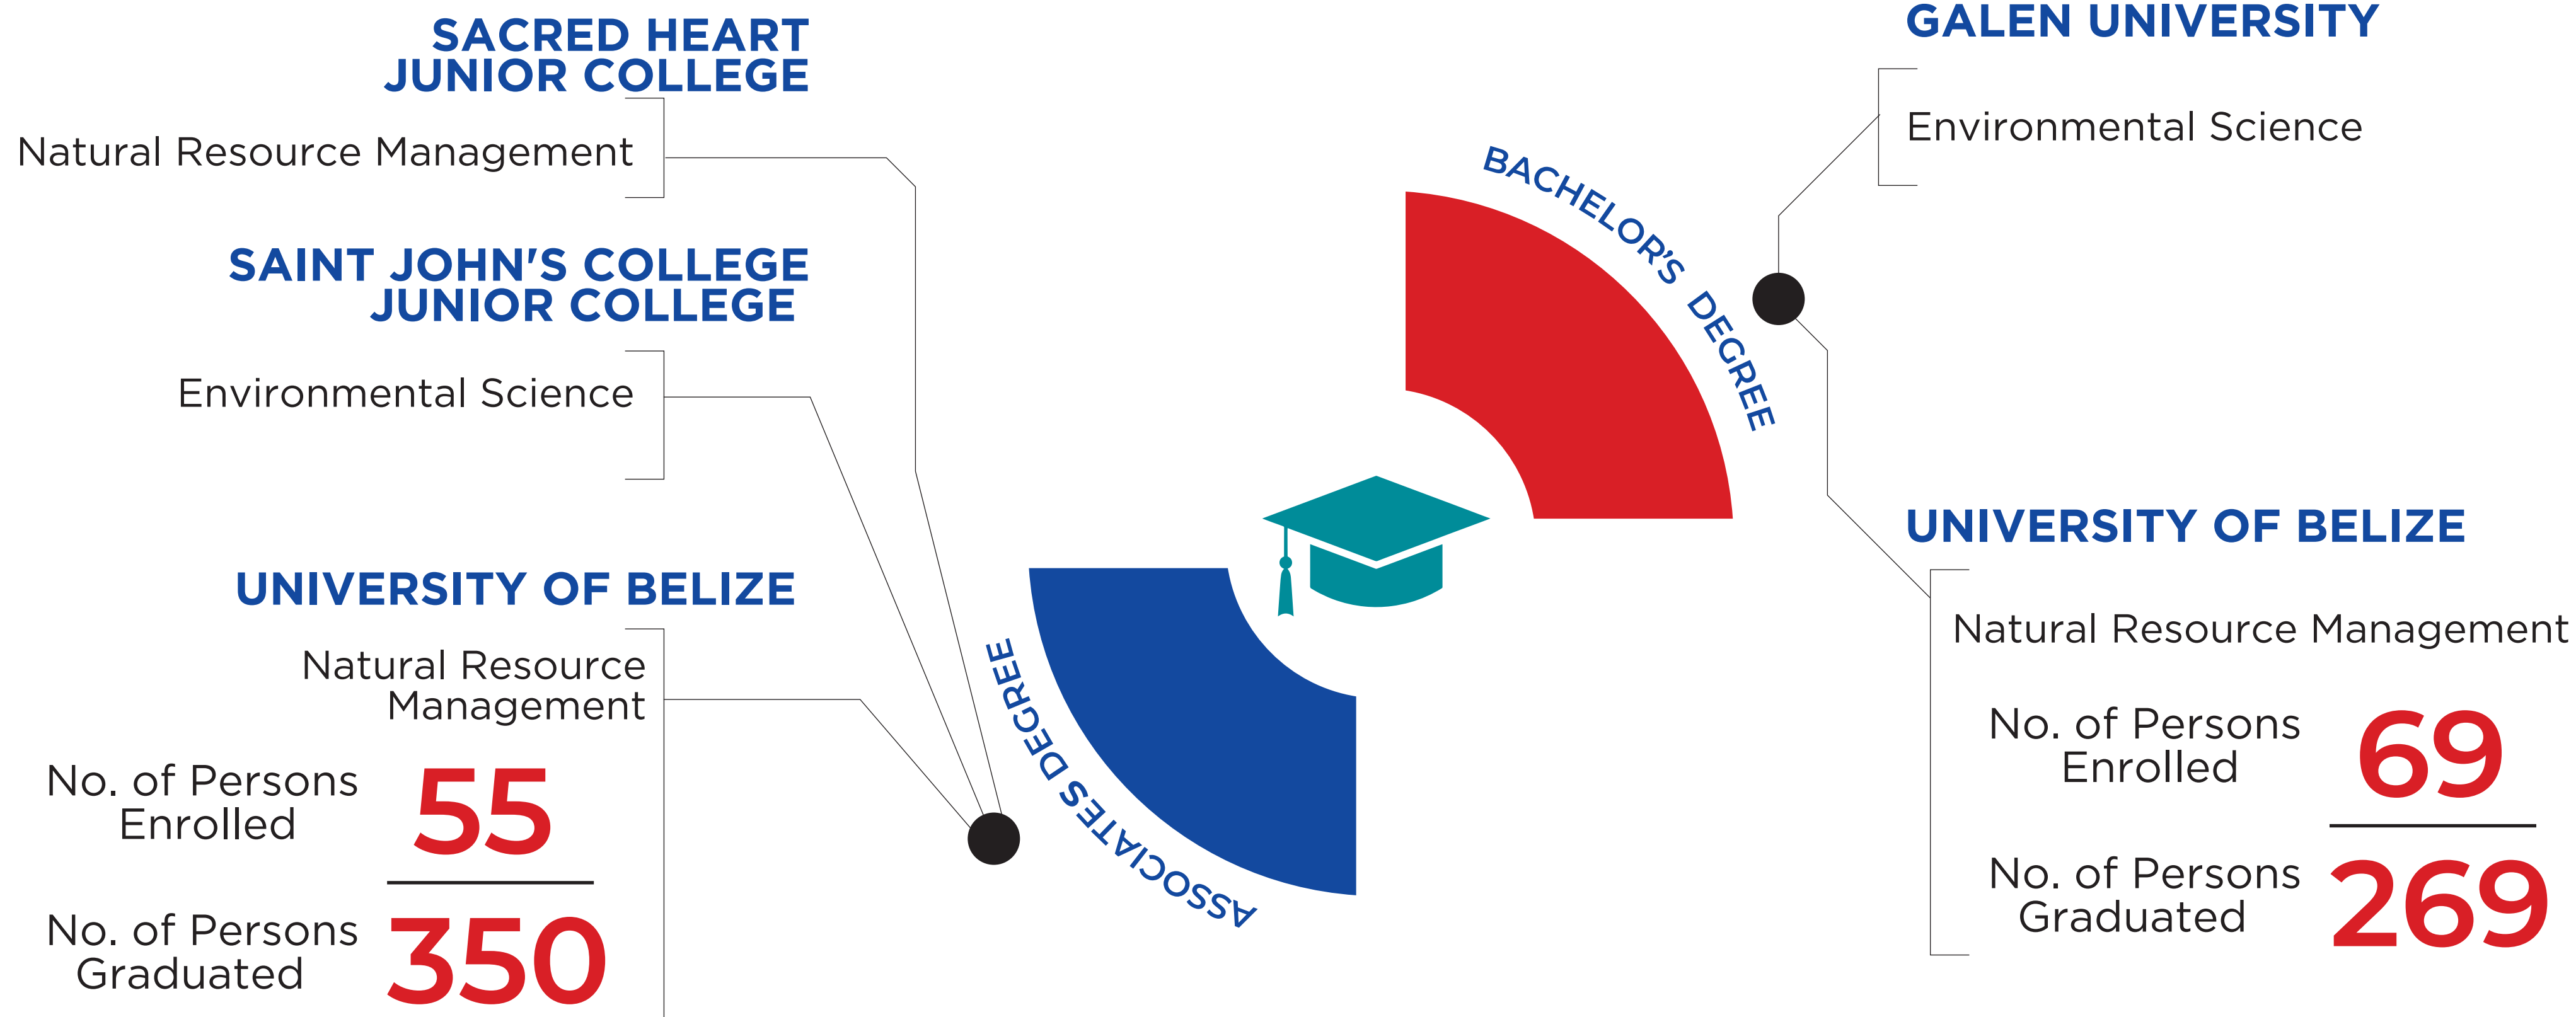 SACRED HEART
JUNIOR COLLEGE
Natural Resource Management
SAINT JOHN'S COLLEGE
JUNIOR COLLEGE
Environmental Science
UNIVERSITY OF BELIZE
Natural Resource
Management
No. of Persons
Enrolled
55
No. of Persons
Graduated
350
ASSOCIATES DEGREE
BACHELOR'S DEGREE
GALEN UNIVERSITY
Environmental Science
UNIVERSITY OF BELIZE
Natural Resource Management
No. of Persons
Enrolled
69
No. of Persons
Graduated
269